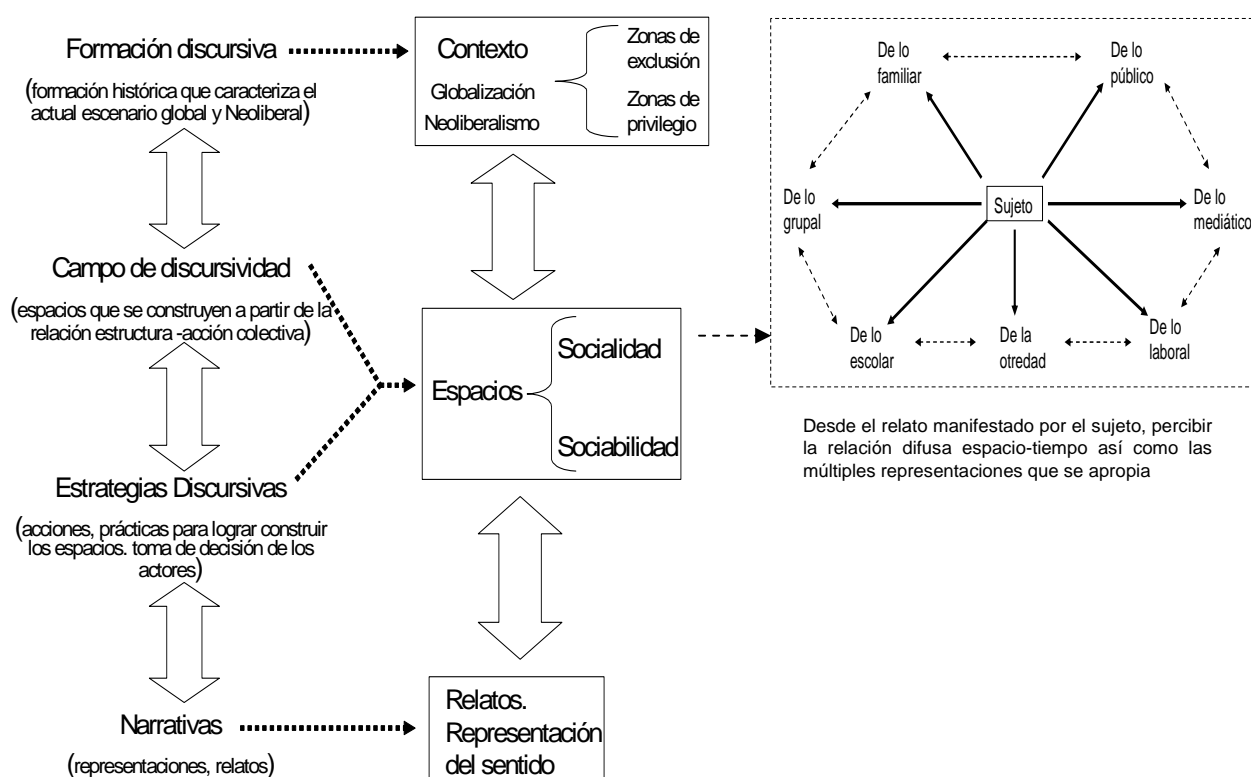 Formación discursiva
(formación histórica que caracteriza el
actual escenario global y Neoliberal)
Campo de discursividad
(espacios que se construyen a partir de la
relación estructura -acción colectiva)
Estrategias Discursivas
(acciones, prácticas para lograr construir
los espacios. toma de decisión de los
actores)
Narrativas
(representaciones, relatos)
Contexto
Globalización
Neoliberalismo
Zonas de
exclusión
Zonas de
privilegio
Espacios
Socialidad
Sociabilidad
Relatos.
Representación
del sentido
De lo
familiar
De lo
público
De lo
grupal
Sujeto
De lo
mediático
De lo
escolar
De la
otredad
De lo
laboral
Desde el relato manifestado por el sujeto, percibir
la relación difusa espacio-tiempo así como las
múltiples representaciones que se apropia